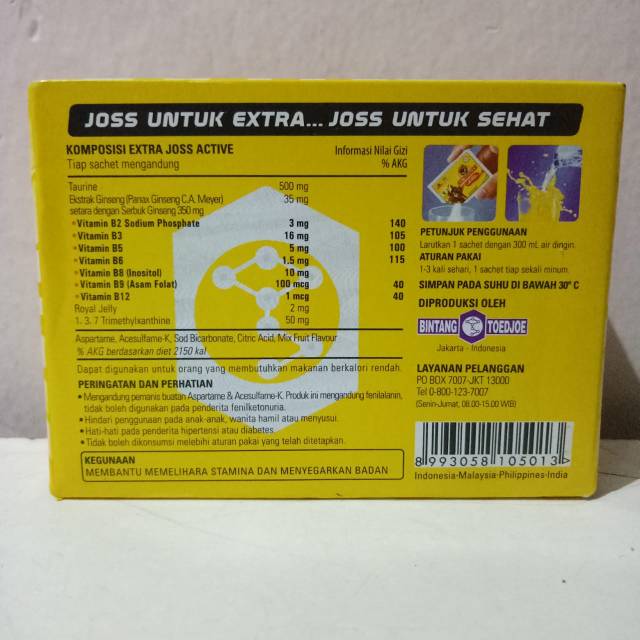 JOSS UNTUK EXTRA... JOSS UNTUK SEHAT
KOMPOSISI EXTRA JOSS ACTIVE
Tiap sachet mengandung
Informasi Nilai Gizi
% AKG
Taurine 500 mg
Ekstrak Ginseng (Panax Ginseng C.A. Meyer) 35 mg
setara dengan Serbuk Ginseng 350 mg
• Vitamin B2 Sodium Phosphate 3 mg 140
• Vitamin B3 16 mg 105
• Vitamin B5 5 mg 100
• Vitamin B6 1.5 mg 115
• Vitamin B8 (Inositol) 10 mg
• Vitamin B9 (Asam Folat) 100 mcg 40
• Vitamin B12 1 mcg 40
Royal Jelly 2 mg
1, 3, 7 Trimethylxanthine 50 mg
Aspartame, Acesulfame-K, Sod Bicarbonate, Citric Acid, Mix Fruit Flavour
% AKG berdasarkan diet 2150 kal
Dapat digunakan untuk orang yang membutuhkan makanan berkalori rendah.
PERINGATAN DAN PERHATIAN
• Mengandung pemanis buatan Aspartame & Acesulfame-K. Produk ini mengandung fenilalanin,
tidak boleh digunakan pada penderita fenilketonuria.
• Hindari penggunaan pada anak-anak, wanita hamil atau menyusui.
• Hati-hati pada penderita hipertensi atau diabetes.
• Tidak boleh dikonsumsi melebihi aturan pakai yang telah ditetapkan.
KEGUNAAN
MEMBANTU MEMELIHARA STAMINA DAN MENYEGARKAN BADAN
PETUNJUK PENGGUNAAN
Larutkan 1 sachet dengan 300 mL air dingin.
ATURAN PAKAI
1-3 kali sehari, 1 sachet tiap sekali minum.
SIMPAN PADA SUHU DI BAWAH 30° C
DIPRODUKSI OLEH
BINTANG TOEDJOE
Jakarta - Indonesia
LAYANAN PELANGGAN
PO BOX 7007-JKT 13000
Tel 0-800-123-7007
(Senin-Jumat, 08.00-15.00 WIB)
8 993058 105013 >
Indonesia-Malaysia-Philippines-India